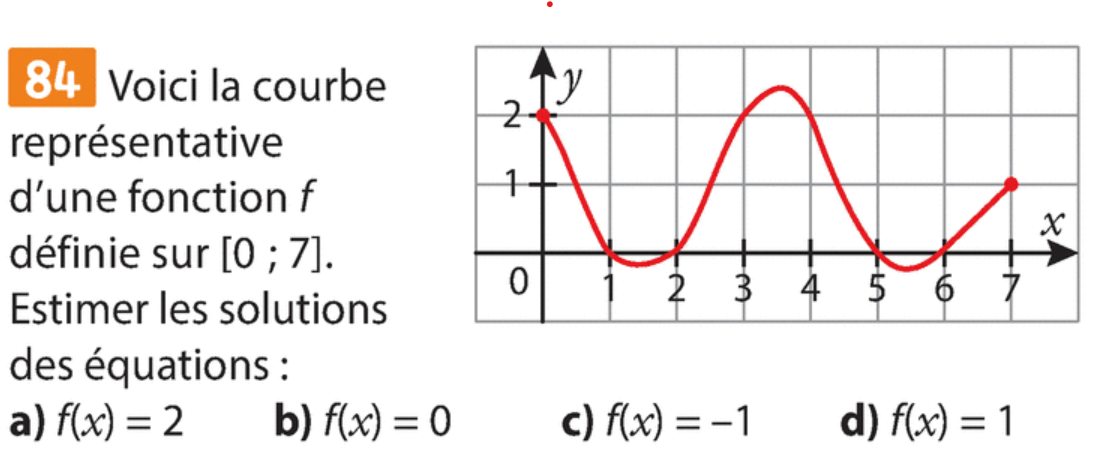 84 Voici la courbe
représentative
d’une fonction f
définie sur [0 ; 7].
Estimer les solutions
des équations :
a) f(x) = 2 b) f(x) = 0 c) f(x) = –1 d) f(x) = 1
y
2
1
x
0 1 2 3 4 5 6 7